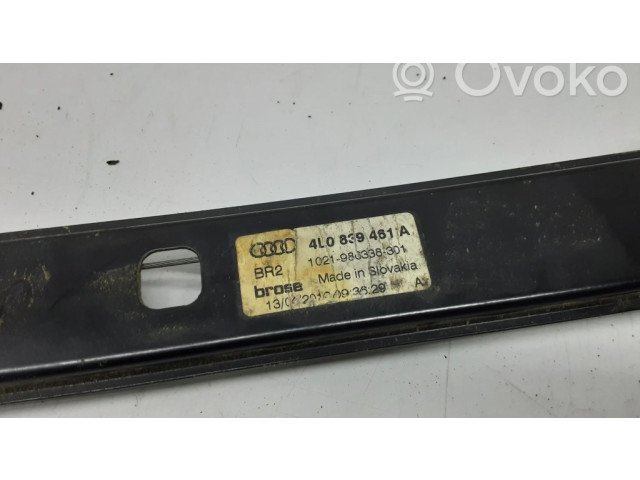 Ovoko
4L0 839 461 A
1021-980338-301
BR2
Made in Slovakia
brose
A